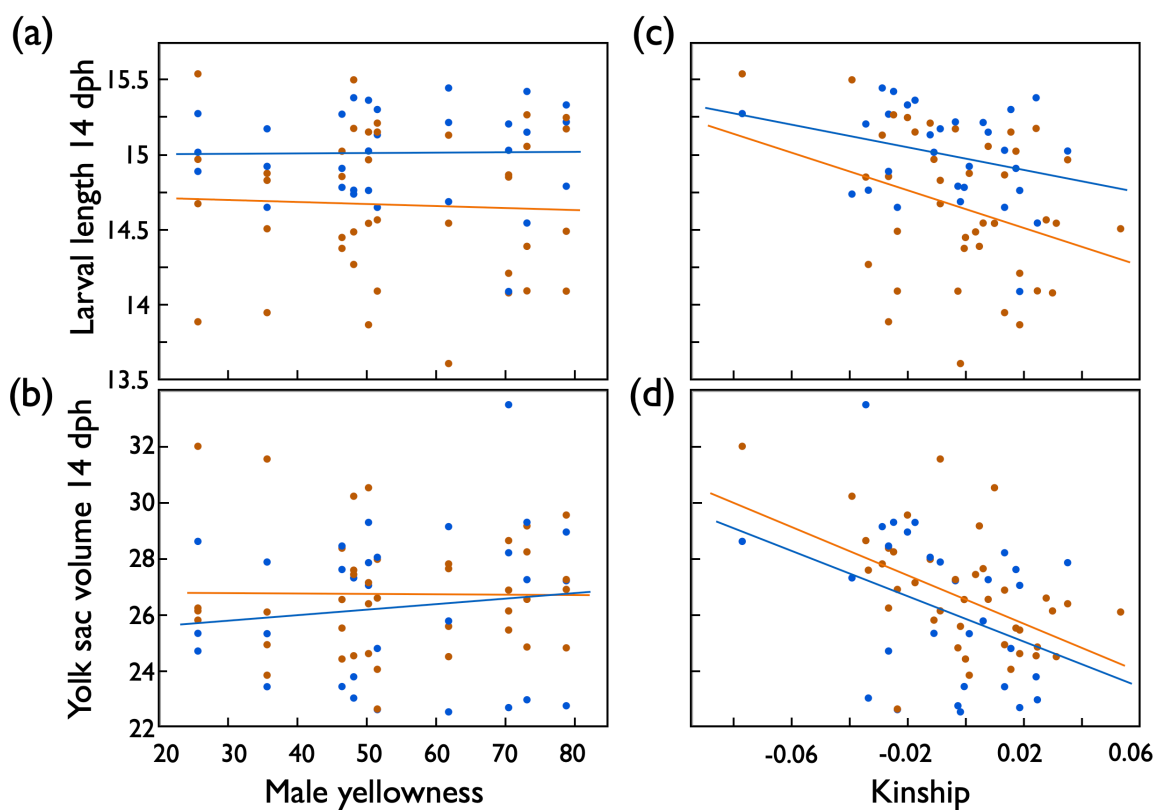 (a)
(c)
Larval length 14 dph
15.5
15
14.5
14
13.5
(b)
(d)
Yolk sac volume 14 dph
32
30
28
26
24
22
20 30 40 50 60 70 80
-0.06 -0.02 0.02 0.06
Male yellowness
Kinship